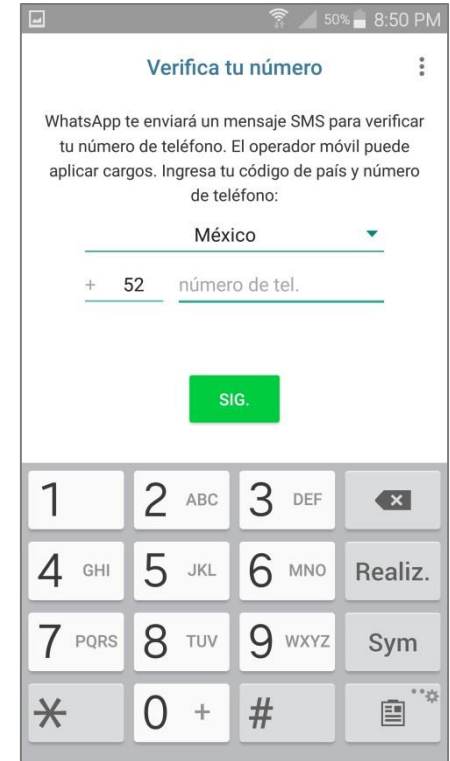 50% 8:50 PM
Verifica tu número
WhatsApp te enviará un mensaje SMS para verificar
tu número de teléfono. El operador móvil puede
aplicar cargos. Ingresa tu código de país y número
de teléfono:
México
+ 52 número de tel.
SIG.
1 2 ABC 3 DEF
4 GHI 5 JKL 6 MNO Realiz.
7 PQRS 8 TUV 9 WXYZ Sym
* 0 + #